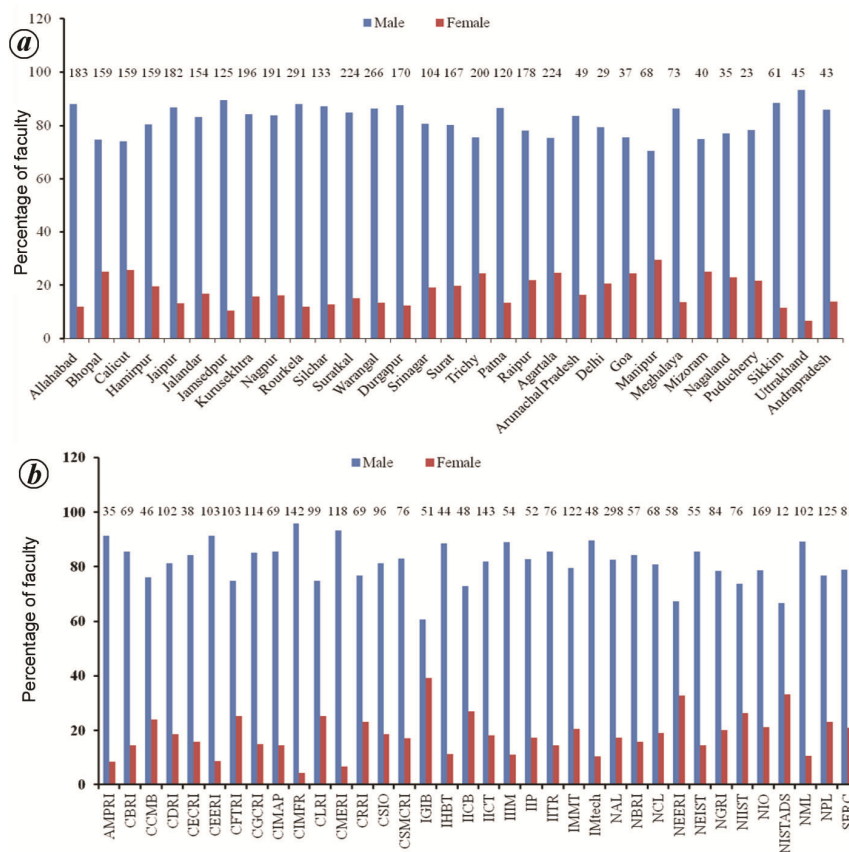 a
Male Female
120
100
80
60
40
20
0
Percentage of faculty
183 159 159 159 182 154 125 196 191 291 133 224 266 170 104 167 200 120 178 224 49 29 37 68 73 40 35 23 61 45 43
Allahabad
Bhopal
Calicut
Hamirpur
Jaipur
Jalandar
Jamsedpur
Kurusekhtra
Nagpur
Rourkela
Silchar
Suratkal
Warangal
Durgapur
Srinagar
Surat
Trichy
Patna
Raipur
Agartala
Arunachal Pradesh
Delhi
Goa
Manipur
Meghalaya
Mizoram
Nagaland
Puducherry
Sikkim
Uttrakhand
Andrapradesh
b
Male Female
120
100
80
60
40
20
0
Percentage of faculty
35 69 46 102 38 103 103 114 69 142 99 118 69 96 76 51 44 48 143 54 52 76 122 48 298 57 68 58 55 84 76 169 12 102 125 8
AMPRI
CBRI
CCMB
CDRI
CECRI
CEERI
CFTRI
CGCRI
CIMAP
CIMFR
CLRI
CMERI
CRRI
CSIO
CSMCRI
IGIB
IHBT
IICB
IICT
IIIM
IIP
IITR
IMMT
IMtech
NAL
NBRI
NCL
NEERI
NEIST
NGRI
NIIST
NIO
NISTADS
NML
NPL
SERC